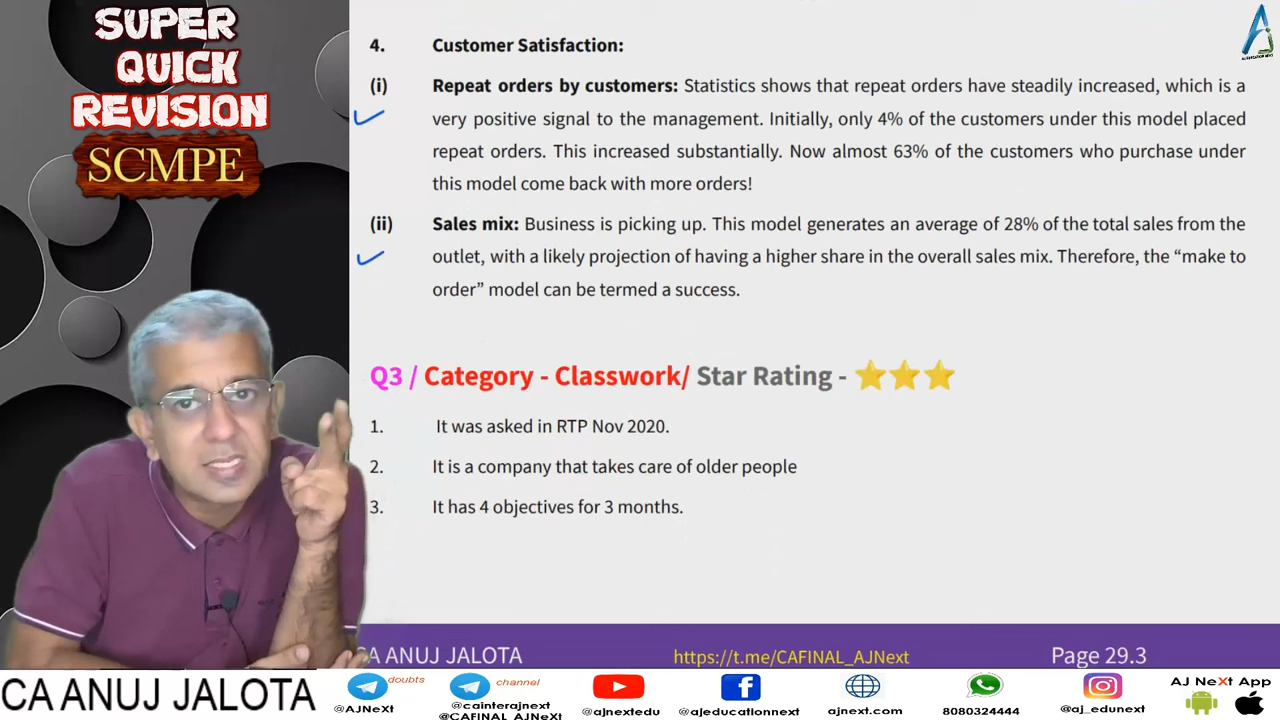 SUPER
QUICK
REVISION
SCMPE
4. Customer Satisfaction:
(i) Repeat orders by customers: Statistics shows that repeat orders have steadily increased, which is a
very positive signal to the management. Initially, only 4% of the customers under this model placed
repeat orders. This increased substantially. Now almost 63% of the customers who purchase under
this model come back with more orders!
(ii) Sales mix: Business is picking up. This model generates an average of 28% of the total sales from the
outlet, with a likely projection of having a higher share in the overall sales mix. Therefore, the “make to
order” model can be termed a success.
Q3 / Category - Classwork/ Star Rating - ⭐⭐⭐
1. It was asked in RTP Nov 2020.
2. It is a company that takes care of older people
3. It has 4 objectives for 3 months.
CA ANUJ JALOTA https://t.me/CAFINAL_AJNext Page 29.3
CA ANUJ JALOTA
doubts
@AJNeXt
channel
@cainterajnext
@CAFINAL_AJNeXt
@ajnextedu
@ajeducationnext
ajnext.com
8080324444
@aj_edunext
AJ NeXt App